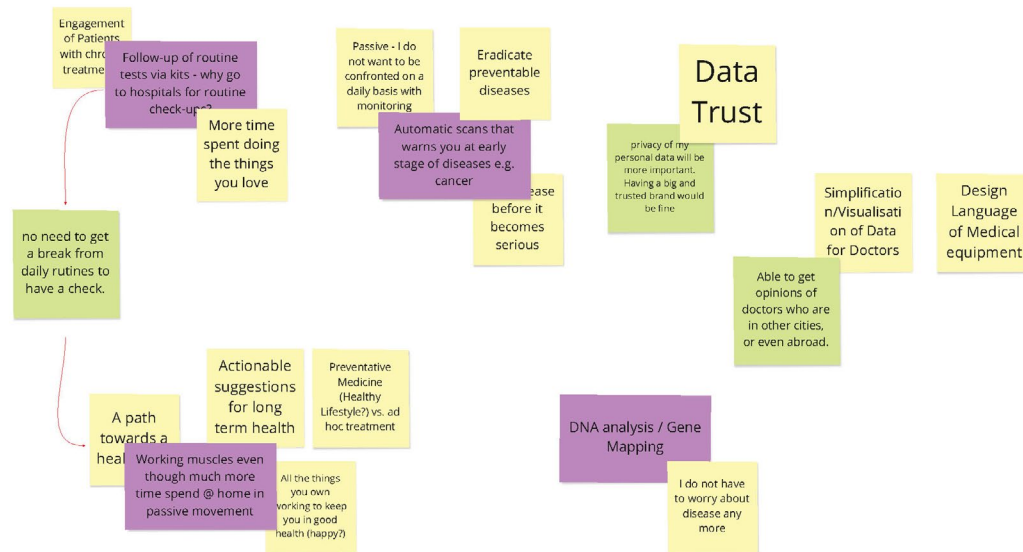 Engagement
of Patients
with
Follow-up of routine
tests via kits - why go
to hospitals for routine
check-ups?
More time
spent doing
the things
you love
Passive - I do
not want to be
confronted on a
daily basis with
monitoring
Eradicate
preventable
diseases
Automatic scans that
warns you at early
stage of diseases e.g.
cancer
before it
becomes
serious
Data
Trust
privacy of my
personal data will be
more important.
Having a big and
trusted brand would
be fine
Simplificatio
n/Visualisati
on of Data
for Doctors
Design
Language
of Medical
equipment
Able to get
opinions of
doctors who are
in other cities,
or even abroad.
no need to get
a break from
daily rutines to
have a check.
Actionable
suggestions
for long
term health
Preventative
Medicine
(Healthy
Lifestyle?) vs. ad
hoc treatment
A path
towards a
Working muscles even
though much more
time spend @ home in
passive movement
All the things
you own
working to keep
you in good
health (happy?)
DNA analysis / Gene
Mapping
I do not have
to worry about
disease any
more